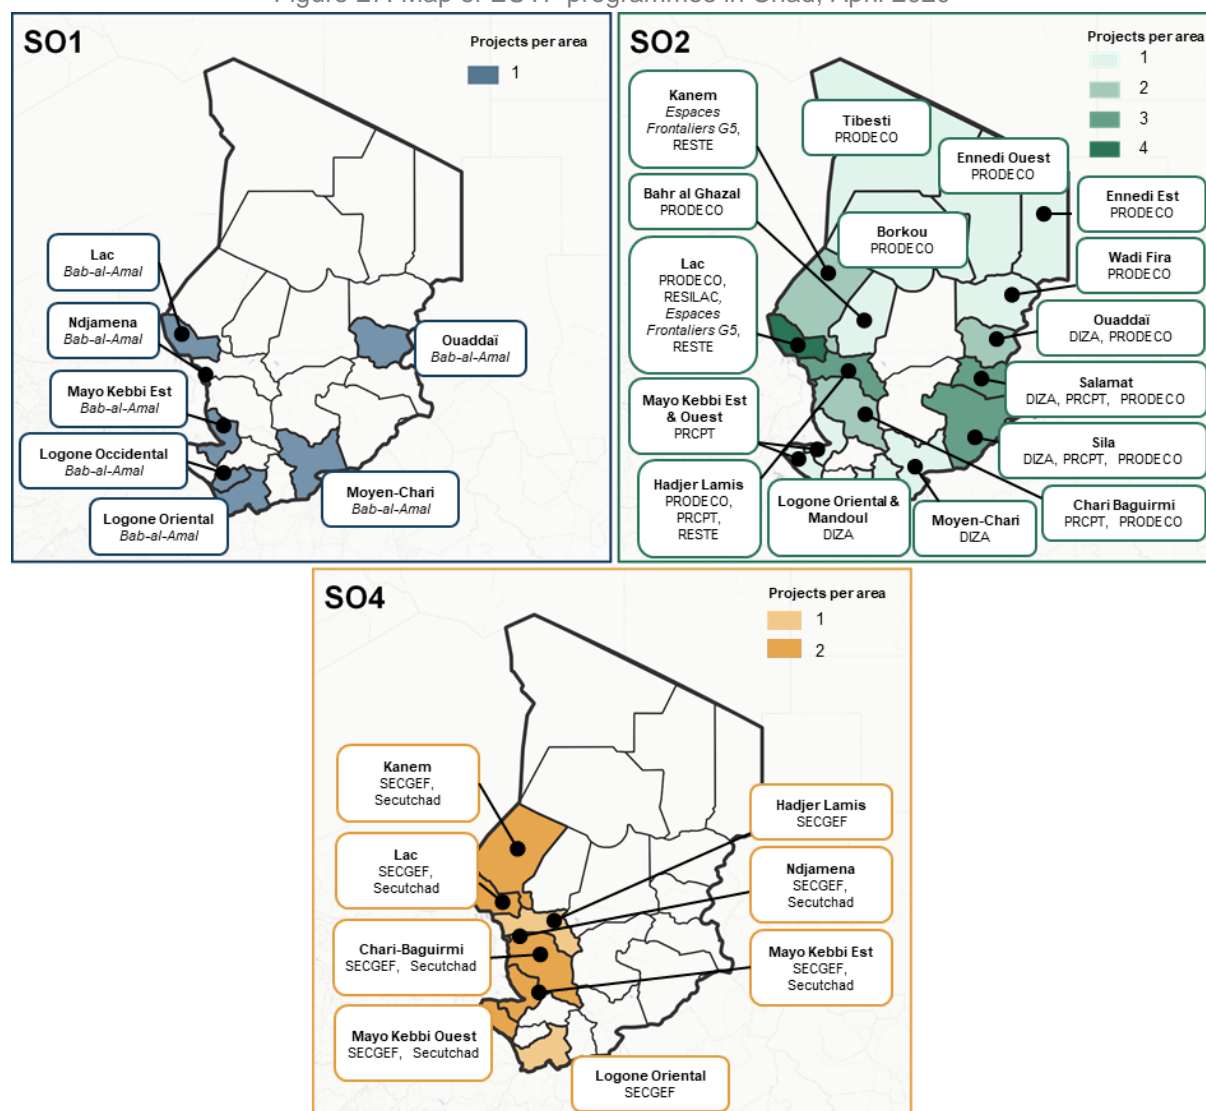 SO1
Projects per area
1
Lac
Bab-al-Amal
Ndjamena
Bab-al-Amal
Mayo Kebbi Est
Bab-al-Amal
Logone Occidental
Bab-al-Amal
Logone Oriental
Bab-al-Amal
Ouaddaï
Bab-al-Amal
Moyen-Chari
Bab-al-Amal
SO2
Projects per area
1
2
3
4
Kanem
Espaces
Frontaliers G5,
RESTE
Tibesti
PRODECO
Ennedi Ouest
PRODECO
Bahr al Ghazal
PRODECO
Ennedi Est
PRODECO
Borkou
PRODECO
Wadi Fira
PRODECO
Lac
PRODECO,
RESILAC,
Espaces
Frontaliers G5,
RESTE
Ouaddaï
DIZA, PRODECO
Salamat
DIZA, PRCPT, PRODECO
Mayo Kebbi Est
& Ouest
PRCPT
Sila
DIZA, PRCPT, PRODECO
Hadjer Lamis
PRODECO,
PRCPT,
RESTE
Logone Oriental &
Mandoul
DIZA
Moyen-Chari
DIZA
Chari Baguirmi
PRCPT, PRODECO
SO4
Projects per area
1
2
Kanem
SECGEF,
Secutchad
Hadjer Lamis
SECGEF
Lac
SECGEF,
Secutchad
Ndjamena
SECGEF,
Secutchad
Chari-Baguirmi
SECGEF, Secutchad
Mayo Kebbi Est
SECGEF,
Secutchad
Mayo Kebbi Ouest
SECGEF, Secutchad
Logone Oriental
SECGEF